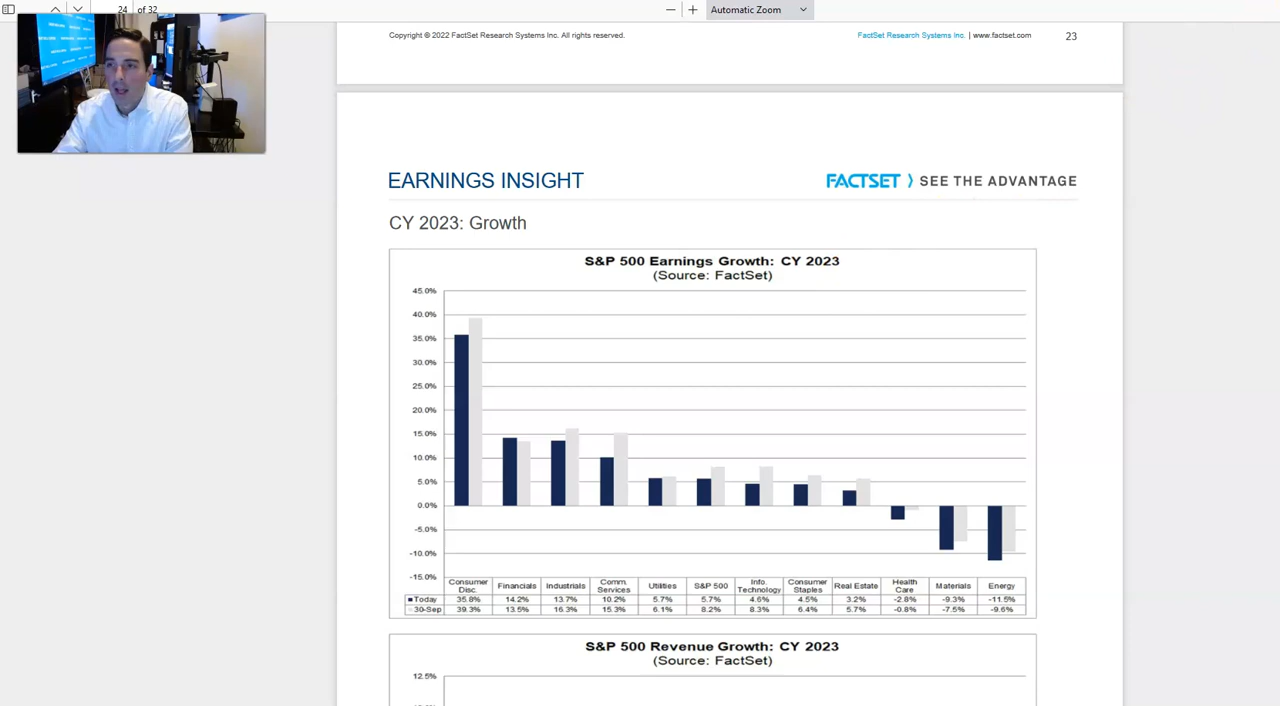 24 of 32
Automatic Zoom
Copyright © 2022 FactSet Research Systems Inc. All rights reserved.
FactSet Research Systems Inc. | www.factset.com
23
EARNINGS INSIGHT
FACTSET ⟩ SEE THE ADVANTAGE
CY 2023: Growth
S&P 500 Earnings Growth: CY 2023
(Source: FactSet)
45.0%
40.0%
35.0%
30.0%
25.0%
20.0%
15.0%
10.0%
5.0%
0.0%
-5.0%
-10.0%
-15.0%
Consumer Disc. Financials Industrials Comm. Services Utilities S&P 500 Info. Technology Consumer Staples Real Estate Health Care Materials Energy
Today 35.8% 14.2% 13.7% 10.2% 5.7% 5.7% 4.6% 4.5% 3.2% -2.8% -9.3% -11.5%
30-Sep 39.3% 13.5% 16.3% 15.3% 6.1% 8.2% 8.3% 6.4% 5.7% -0.8% -7.5% -9.6%
S&P 500 Revenue Growth: CY 2023
(Source: FactSet)
12.5%